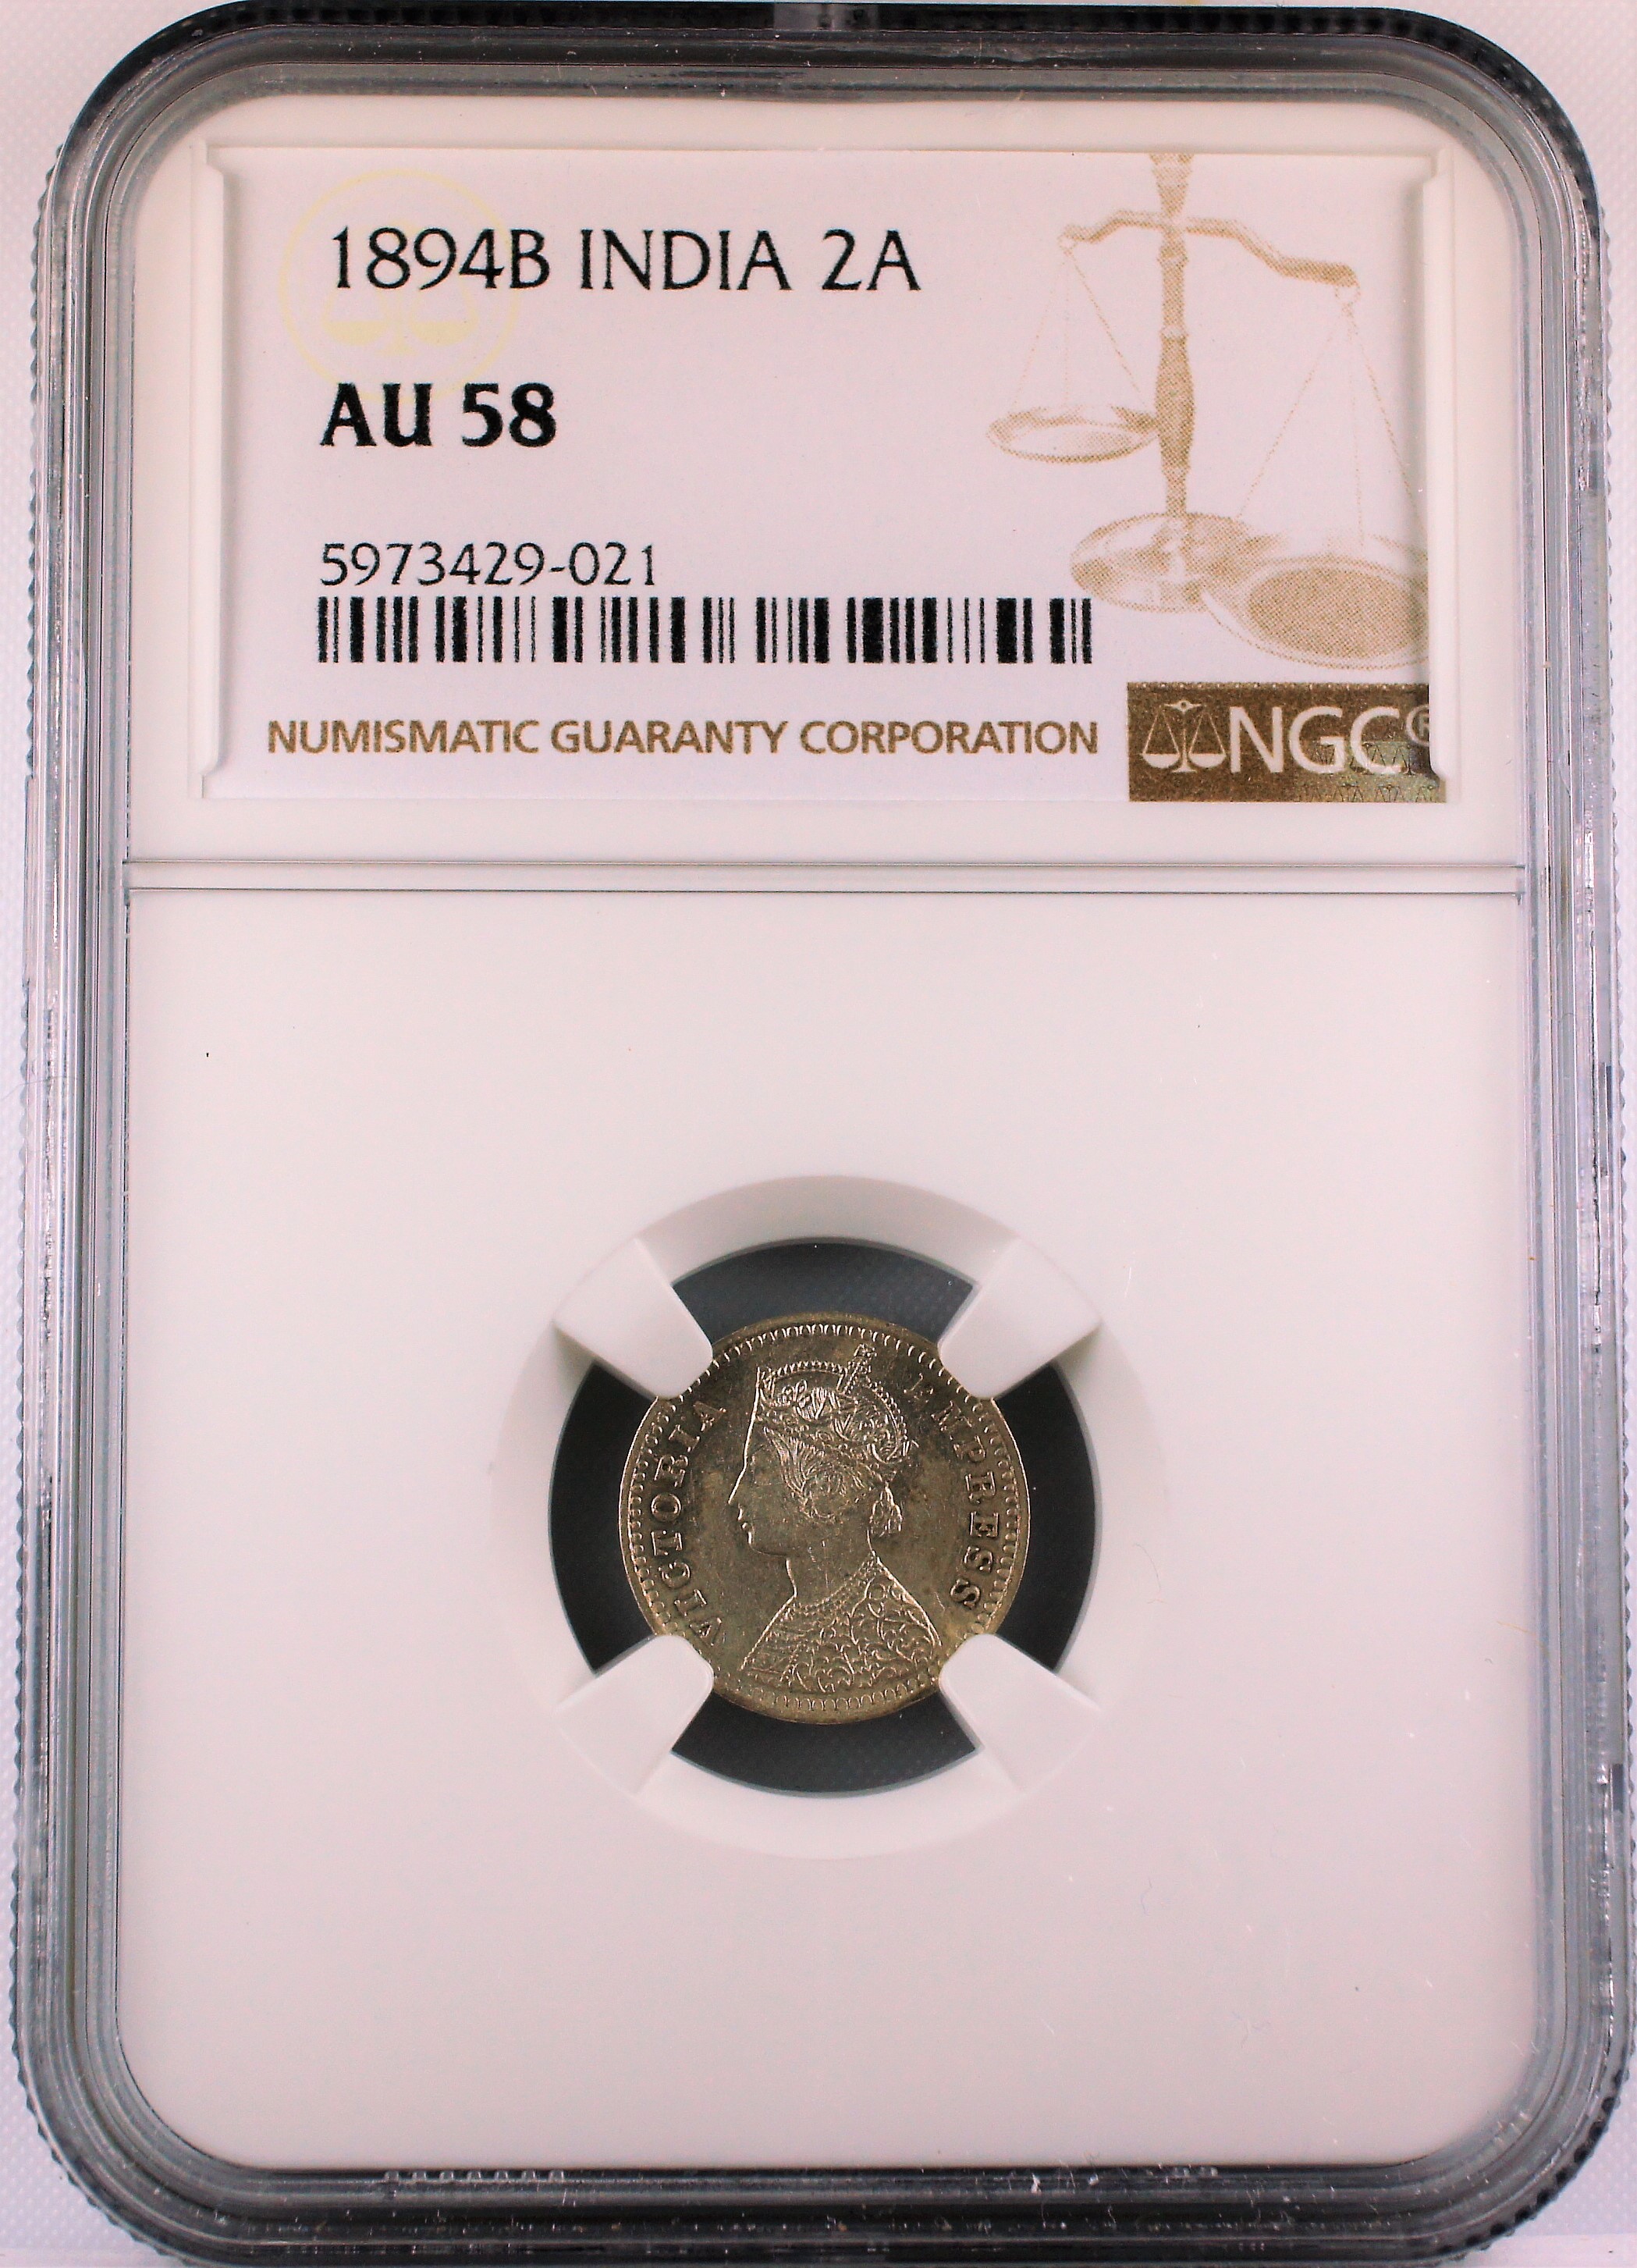 1894B INDIA 2A
AU 58
5973429-021
NUMISMATIC GUARANTY CORPORATION
NGC®
VICTORIA EMPRESS